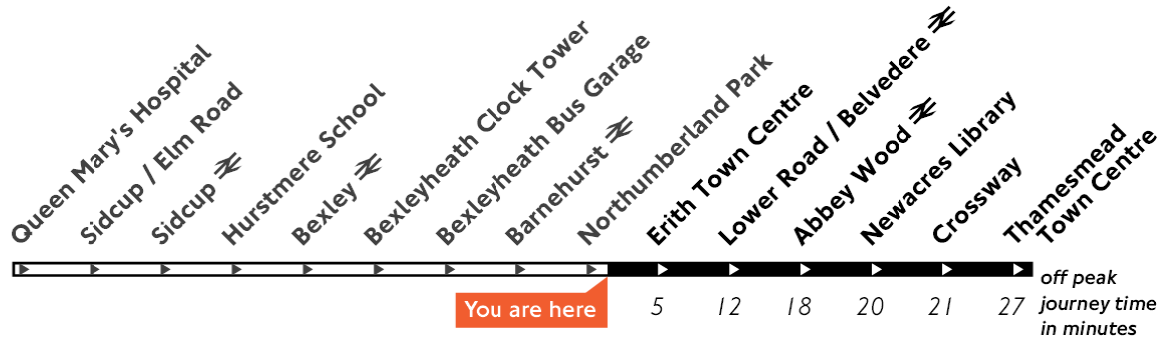 Queen Mary's Hospital
Sidcup / Elm Road
Sidcup
Hurstmere School
Bexley
Bexleyheath Clock Tower
Bexleyheath Bus Garage
Barnehurst
Northumberland Park
Erith Town Centre
Lower Road / Belvedere
Abbey Wood
Newacres Library
Crossway
Thamesmead
Town Centre
You are here
5 12 18 20 21 27
off peak
journey time
in minutes